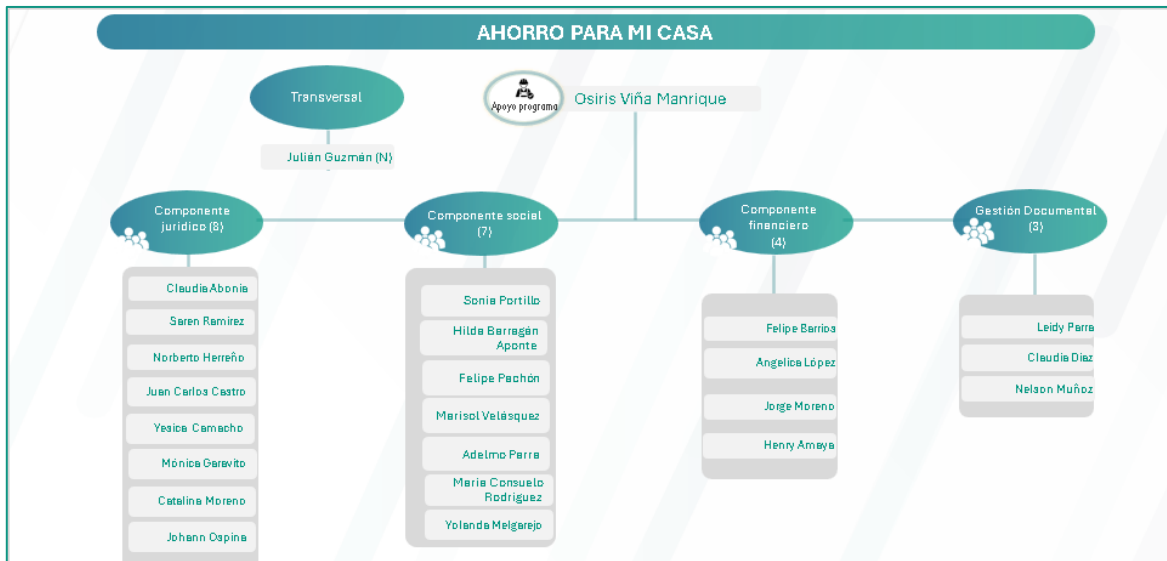 AHORRO PARA MI CASA
Transversal
Apoyo programa
Osiris Viña Manrique
Julián Guzmán (N)
Componente
jurídico (8)
Componente social
(7)
Componente
financiero
(4)
Gestión Documental
(3)
Claudia Abonia
Saren Ramirez
Norberto Herreño
Juan Carlos Castro
Yesica Camacho
Mónica Garavito
Catalina Moreno
Johann Ospina
Sonia Portillo
Hilda Barragán
Aponte
Felipe Pachón
Marisol Velásquez
Adelmo Parra
Maria Consuelo
Rodriguez
Yolanda Melgarejo
Felipe Barrios
Angelica López
Jorge Moreno
Henry Amaya
Leidy Parra
Claudia Diaz
Nelson Muñoz